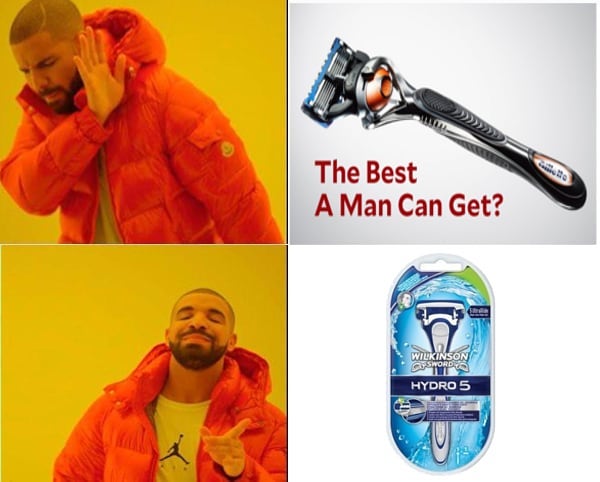 The Best
A Man Can Get?
Gillette
WILKINSON
SWORD
HYDRO 5